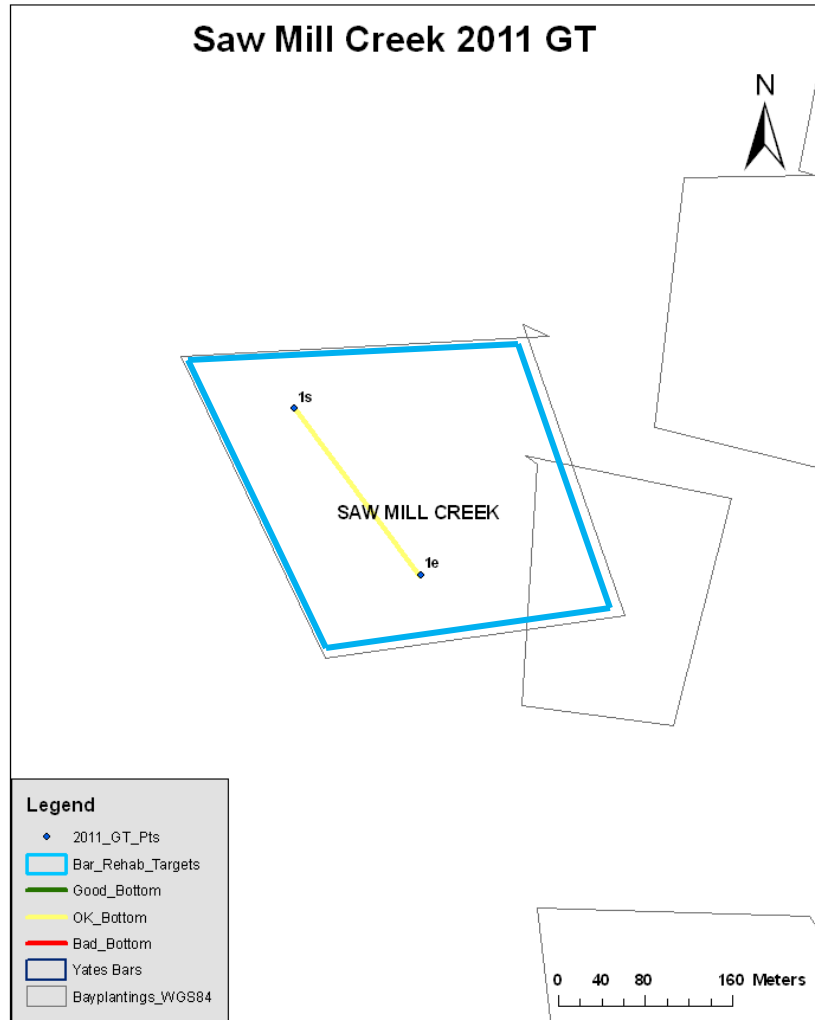 Saw Mill Creek 2011 GT
N
1s
SAW MILL CREEK
1e
Legend
2011_GT_Pts
Bar_Rehab_Targets
Good_Bottom
OK_Bottom
Bad_Bottom
Yates Bars
Bayplantings_WGS84
0 40 80 160 Meters